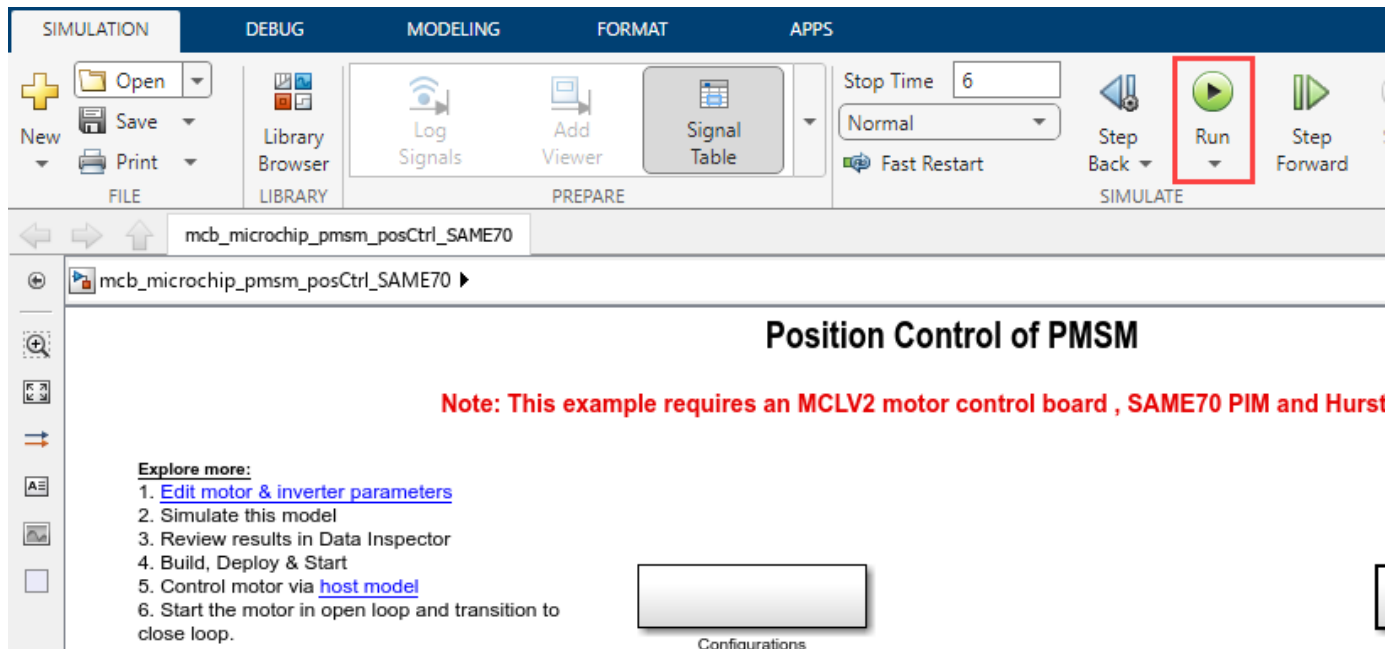 SIMULATION DEBUG MODELING FORMAT APPS
New
Open
Save
Print
FILE
Library
Browser
LIBRARY
Log
Signals
Add
Viewer
Signal
Table
PREPARE
Stop Time 6
Normal
Fast Restart
Step
Back
Run
Step
Forward
SIMULATE
mcb_microchip_pmsm_posCtrl_SAME70
mcb_microchip_pmsm_posCtrl_SAME70
Position Control of PMSM
Note: This example requires an MCLV2 motor control board , SAME70 PIM and Hurst
Explore more:
1. Edit motor & inverter parameters
2. Simulate this model
3. Review results in Data Inspector
4. Build, Deploy & Start
5. Control motor via host model
6. Start the motor in open loop and transition to
close loop.
Configurations